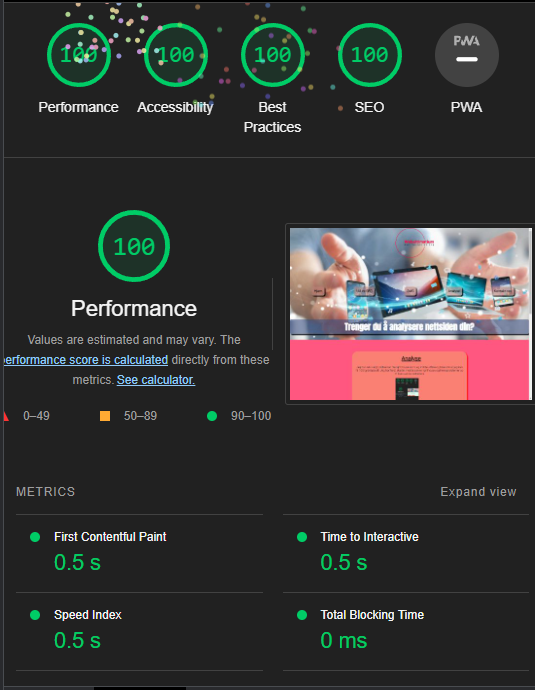 100
100
100
100
PWA
Performance
Accessibility
Best
Practices
SEO
PWA
100
Performance
Values are estimated and may vary. The
performance score is calculated directly from these
metrics. See calculator.
0–49
50–89
90–100
Trenger du å analysere nettsiden din?
METRICS
Expand view
First Contentful Paint
0.5 s
Time to Interactive
0.5 s
Speed Index
0.5 s
Total Blocking Time
0 ms